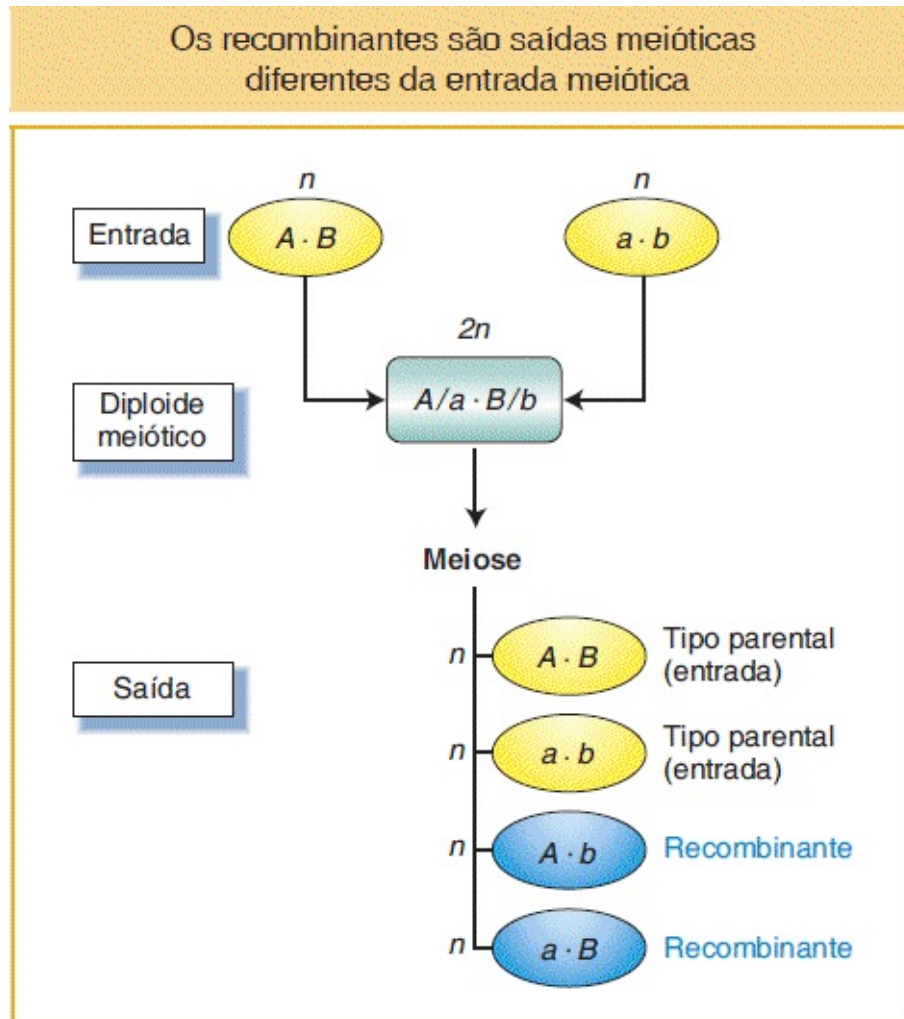 Os recombinantes são saídas meióticas
diferentes da entrada meiótica
n
n
Entrada
A · B
a · b
2n
Diploide
meiótico
A/a · B/b
Meiose
Saída
n
A · B
Tipo parental
(entrada)
n
a · b
Tipo parental
(entrada)
n
A · b
Recombinante
n
a · B
Recombinante